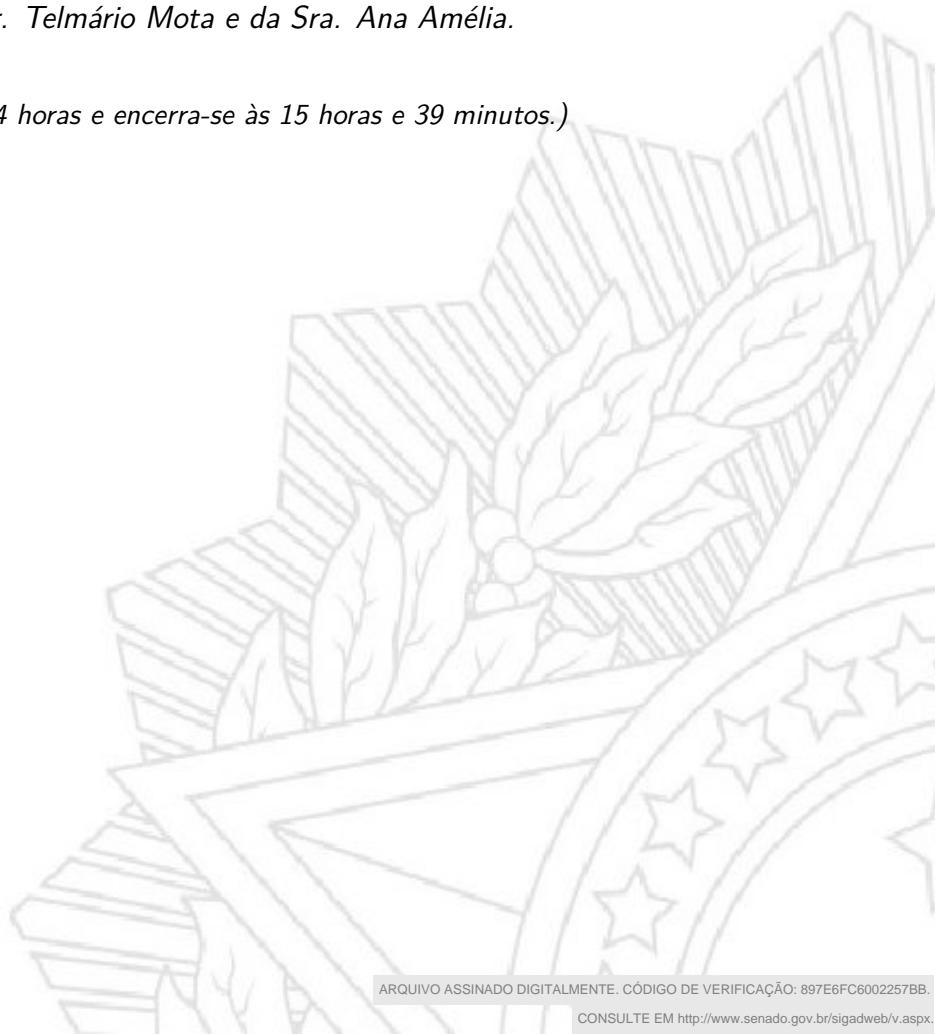 . Telmário Mota e da Sra. Ana Amélia.
4 horas e encerra-se às 15 horas e 39 minutos.)
ARQUIVO ASSINADO DIGITALMENTE. CÓDIGO DE VERIFICAÇÃO: 897E6FC6002257BB.
CONSULTE EM http://www.senado.gov.br/sigadweb/v.aspx.